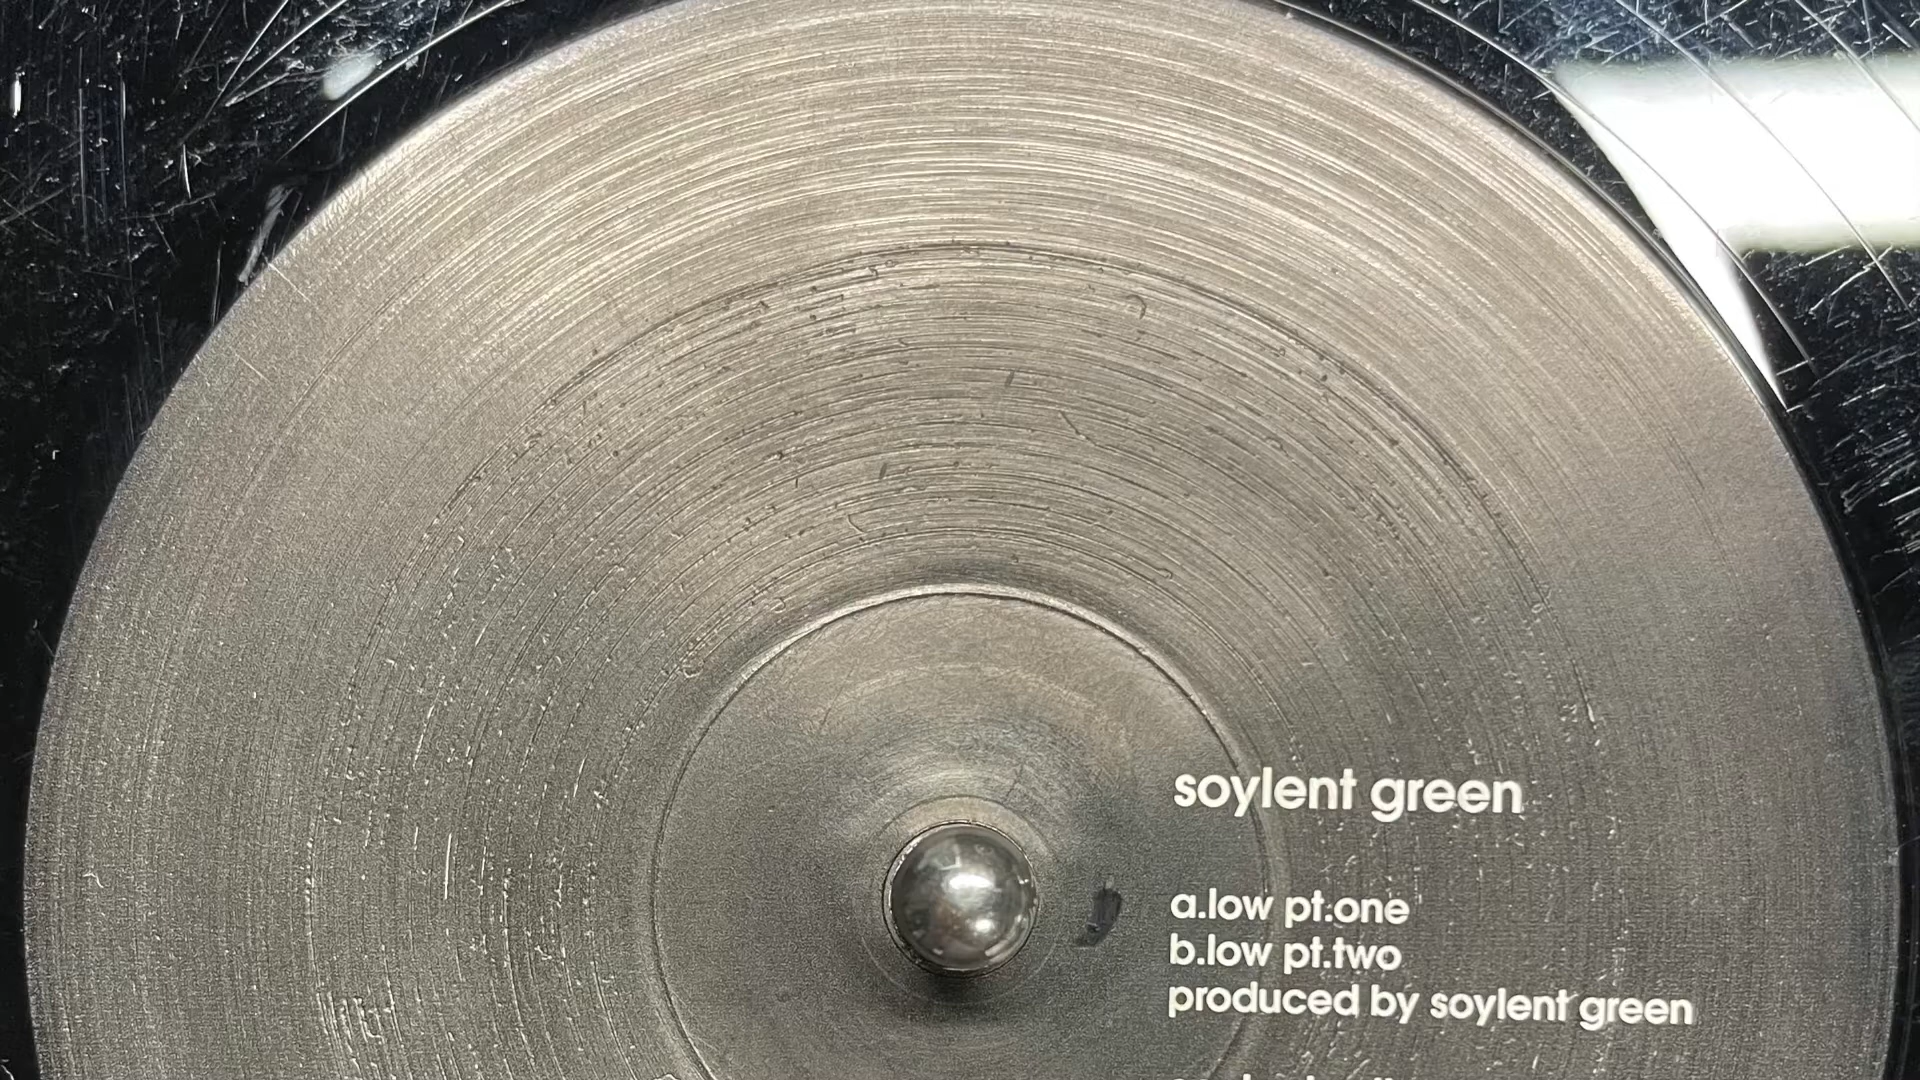 soylent green
a.low pt.one
b.low pt.two
produced by soylent green